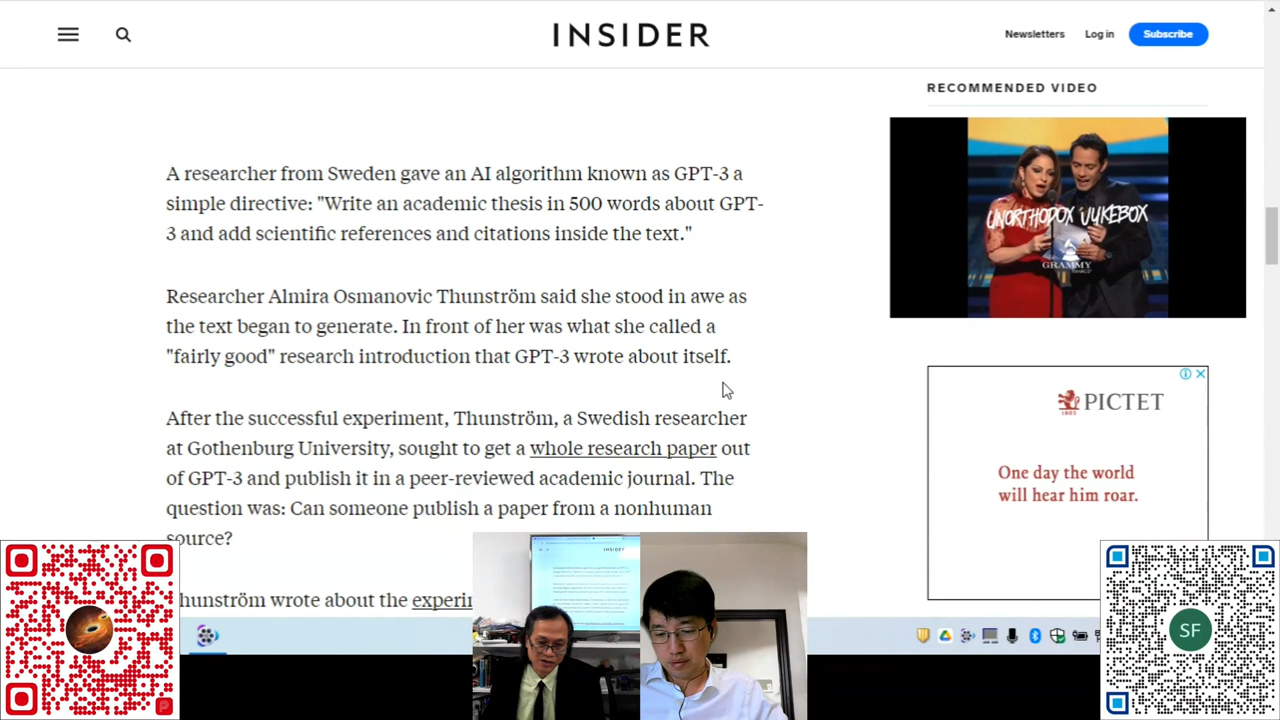 INSIDER
Newsletters
Log in
Subscribe
RECOMMENDED VIDEO
UNORTHODOX JUKEBOX
GRAMMY
A researcher from Sweden gave an AI algorithm known as GPT-3 a
simple directive: "Write an academic thesis in 500 words about GPT-
3 and add scientific references and citations inside the text."
Researcher Almira Osmanovic Thunström said she stood in awe as
the text began to generate. In front of her was what she called a
"fairly good" research introduction that GPT-3 wrote about itself.
After the successful experiment, Thunström, a Swedish researcher
at Gothenburg University, sought to get a whole research paper out
of GPT-3 and publish it in a peer-reviewed academic journal. The
question was: Can someone publish a paper from a nonhuman
source?
Thunström wrote about the experin
PICTET
1805
One day the world
will hear him roar.
INSIDER
SF